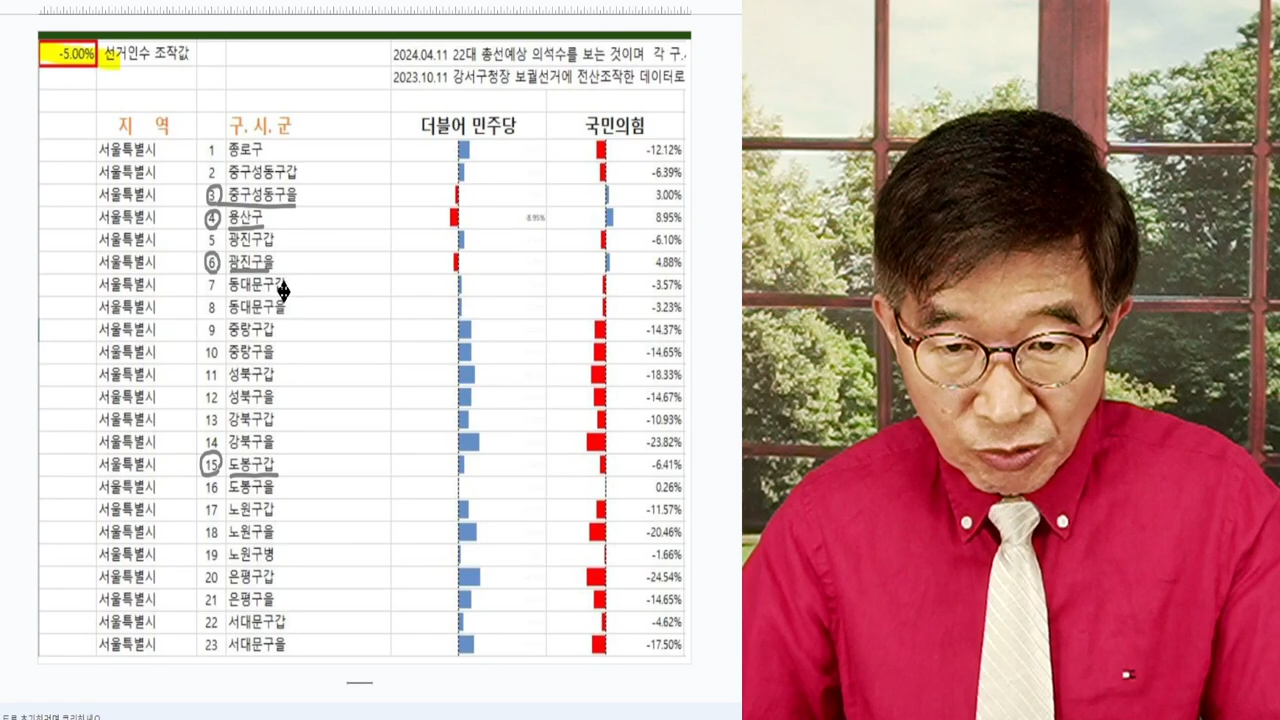 -5.00% 선거인수 조작값 2024.04.11 22대 총선예상 의석수를 보는 것이며 각 구.
2023.10.11 강서구청장 보궐선거에 전산조작한 데이터로
지 역 구. 시. 군 더불어 민주당 국민의힘
서울특별시 1 종로구 -12.12%
서울특별시 2 중구성동구갑 -6.39%
서울특별시 3 중구성동구을 3.00%
서울특별시 4 용산구 -8.95% 8.95%
서울특별시 5 광진구갑 -6.10%
서울특별시 6 광진구을 4.88%
서울특별시 7 동대문구갑 -3.57%
서울특별시 8 동대문구을 -3.23%
서울특별시 9 중랑구갑 -14.37%
서울특별시 10 중랑구을 -14.65%
서울특별시 11 성북구갑 -18.33%
서울특별시 12 성북구을 -14.67%
서울특별시 13 강북구갑 -10.93%
서울특별시 14 강북구을 -23.82%
서울특별시 15 도봉구갑 -6.41%
서울특별시 16 도봉구을 0.26%
서울특별시 17 노원구갑 -11.57%
서울특별시 18 노원구을 -20.46%
서울특별시 19 노원구병 -1.66%
서울특별시 20 은평구갑 -24.54%
서울특별시 21 은평구을 -14.65%
서울특별시 22 서대문구갑 -4.62%
서울특별시 23 서대문구을 -17.50%